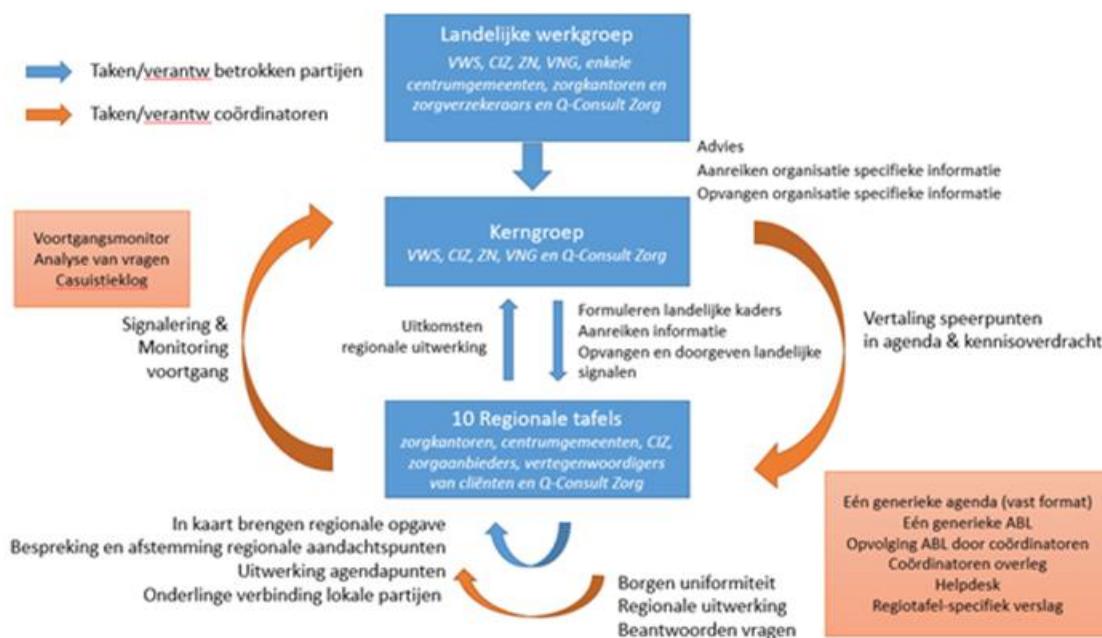 Landelijke werkgroep
VWS, CIZ, ZN, VNG, enkele
centrumgemeenten, zorgkantoren en
zorgverzekeraars en Q-Consult Zorg
Taken/verantw betrokken partijen
Taken/verantw coördinatoren
Advies
Aanreiken organisatie specifieke informatie
Opvangen organisatie specifieke informatie
Kerngroep
VWS, CIZ, ZN, VNG en Q-Consult Zorg
Voortgangsmonitor
Analyse van vragen
Casuistieklog
Signalering &
Monitoring
voortgang
Uitkomsten
regionale uitwerking
Formuleren landelijke kaders
Aanreiken informatie
Opvangen en doorgeven landelijke
signalen
Vertaling speerpunten
in agenda & kennisoverdracht
10 Regionale tafels
zorgkantoren, centrumgemeenten, CIZ,
zorgaanbieders, vertegenwoordigers
van cliënten en Q-Consult Zorg
In kaart brengen regionale opgave
Bespreking en afstemming regionale aandachtspunten
Uitwerking agendapunten
Onderlinge verbinding lokale partijen
Borgen uniformiteit
Regionale uitwerking
Beantwoorden vragen
Eén generieke agenda (vast format)
Eén generieke ABL
Opvolging ABL door coördinatoren
Coördinatoren overleg
Helpdesk
Regiotafel-specifiek verslag